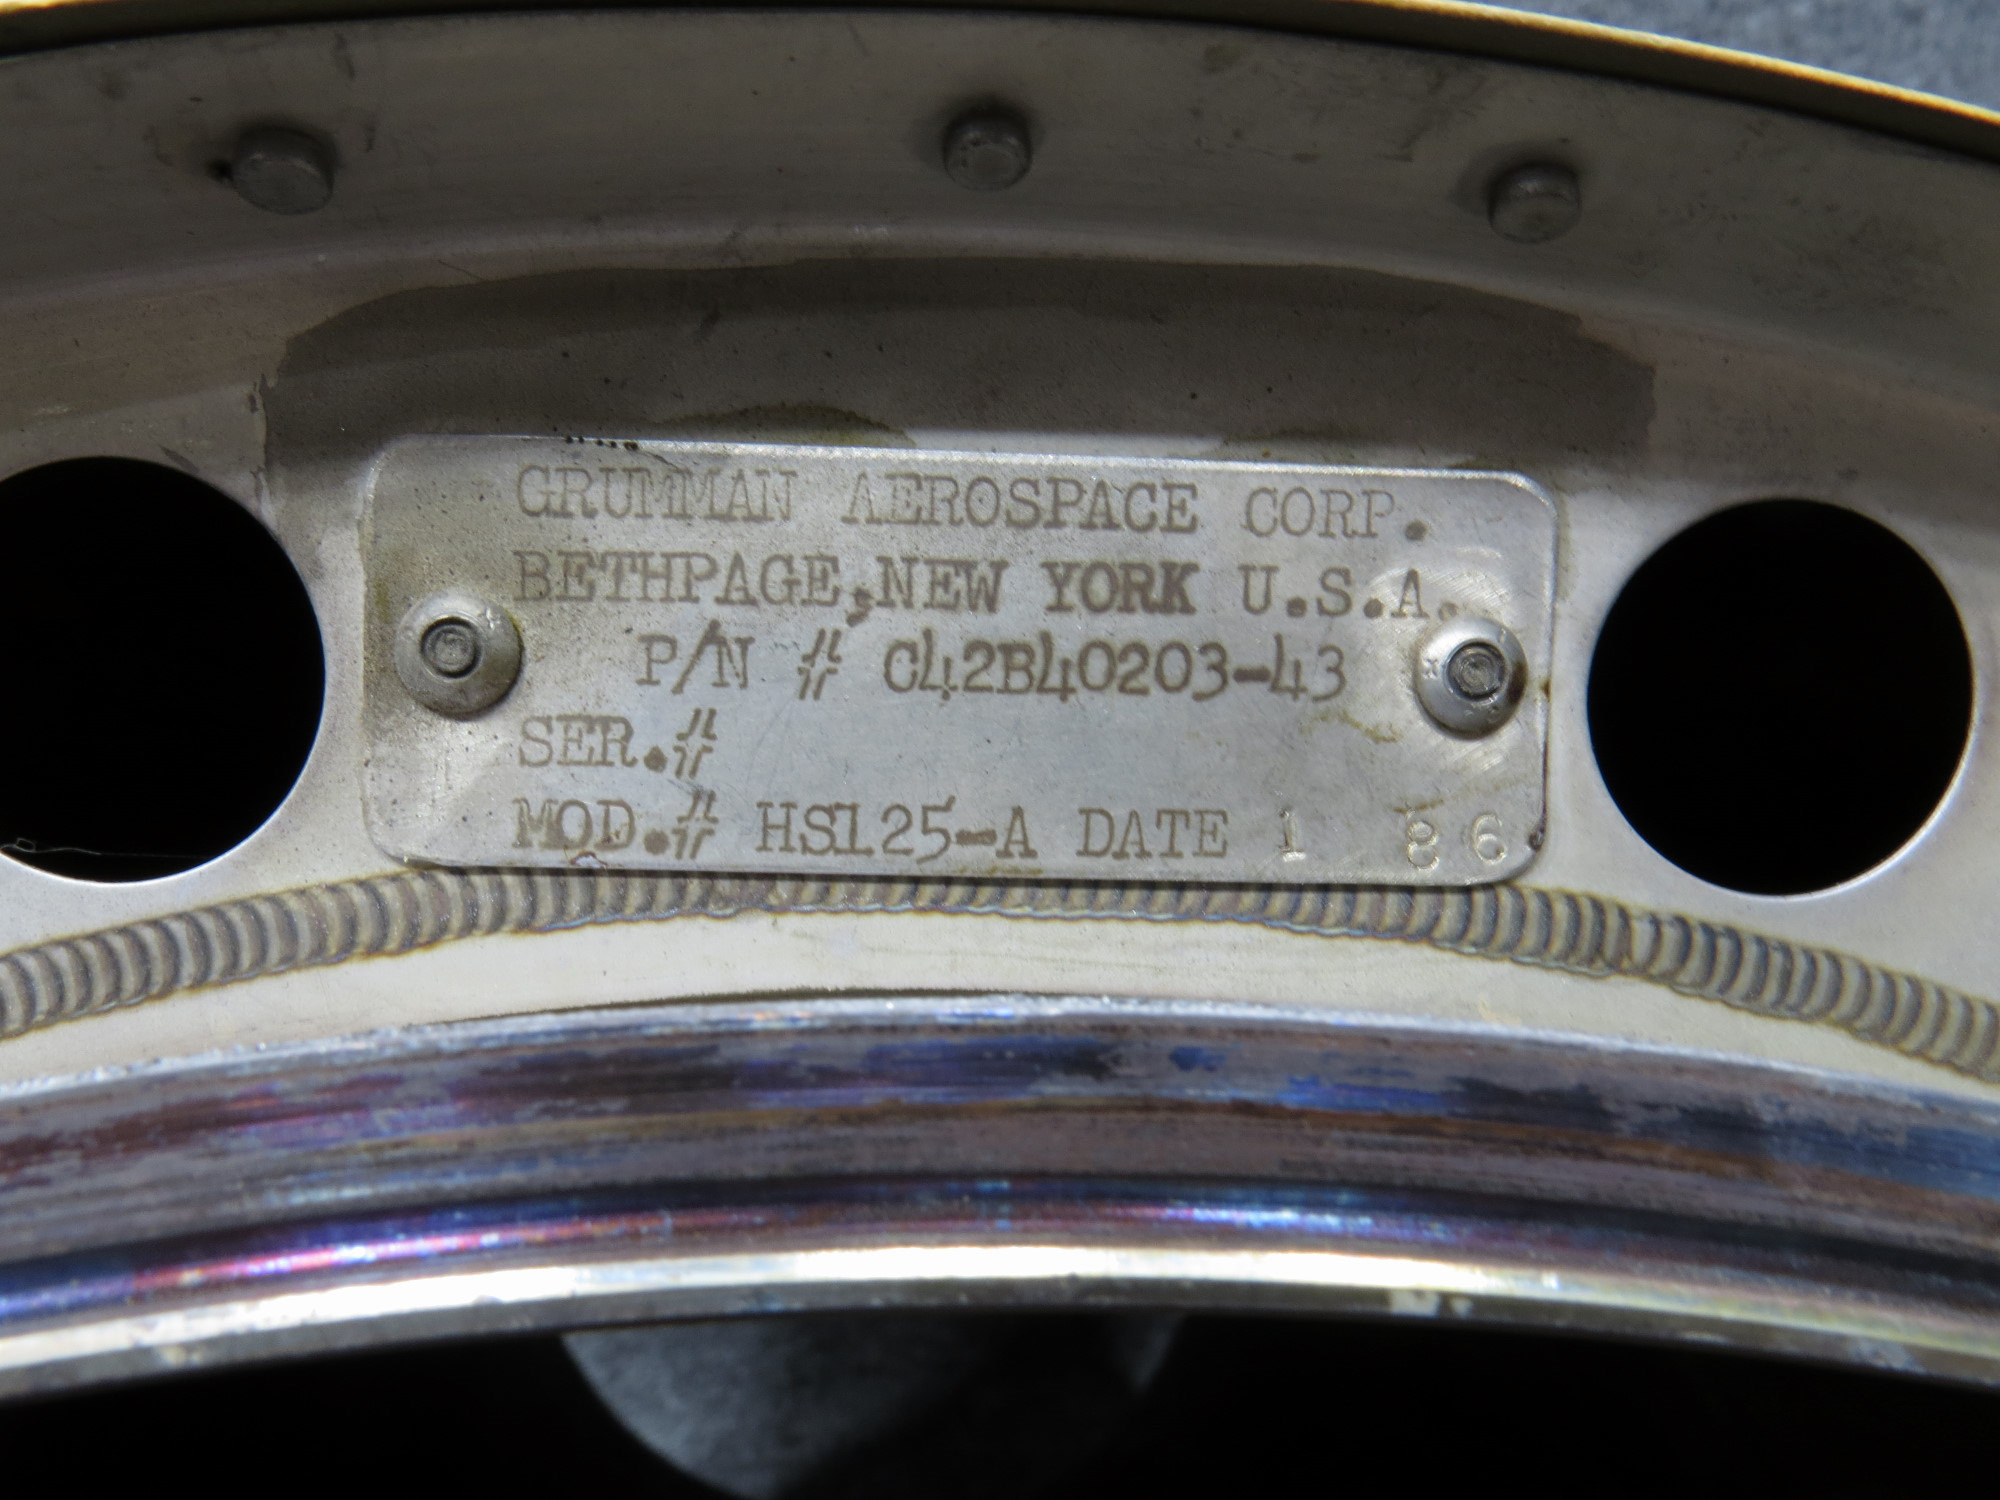 GRUMMAN AEROSPACE CORP.
BETHPAGE, NEW YORK U.S.A.
P/N # C42B40203-43
SER.#
MOD.# HS125-A DATE 1 86